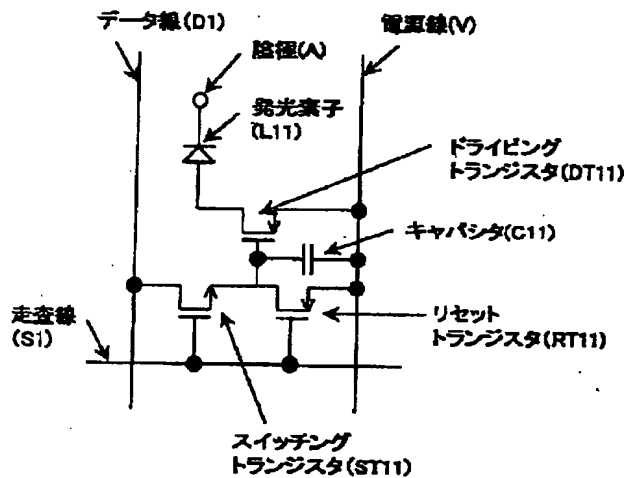 データ線(D1)
電源線(V)
陰極(A)
発光素子
(L11)
ドライビング
トランジスタ(DT11)
キャパシタ(C11)
走査線
(S1)
リセット
トランジスタ(RT11)
スイッチング
トランジスタ(ST11)